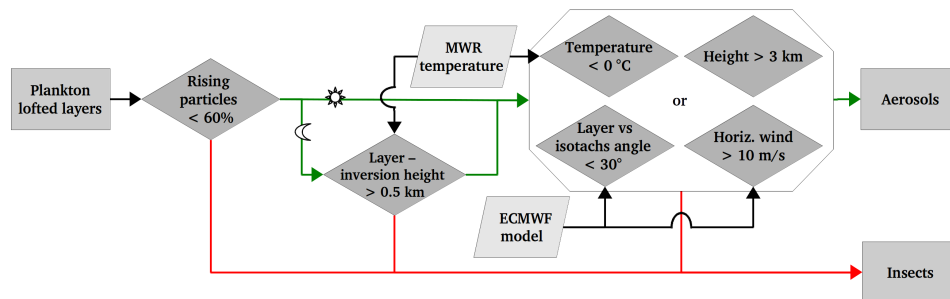 Plankton
lofted layers
Rising
particles
< 60%
MWR
temperature
Layer –
inversion height
> 0.5 km
Temperature
< 0 °C
Height > 3 km
or
Layer vs
isotachs angle
< 30°
Horiz. wind
> 10 m/s
ECMWF
model
Aerosols
Insects